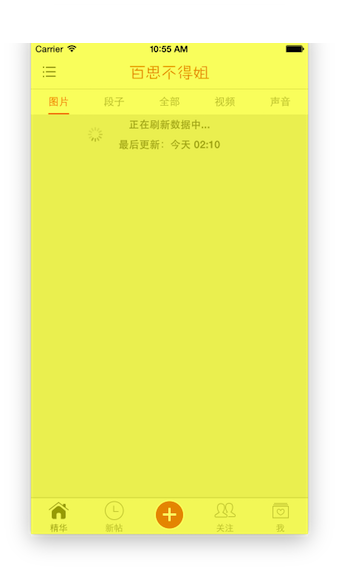 Carrier 10:55 AM
百思不得姐
图片 段子 全部 视频 声音
正在刷新数据中...
最后更新：今天 02:10
精华 新帖 关注 我